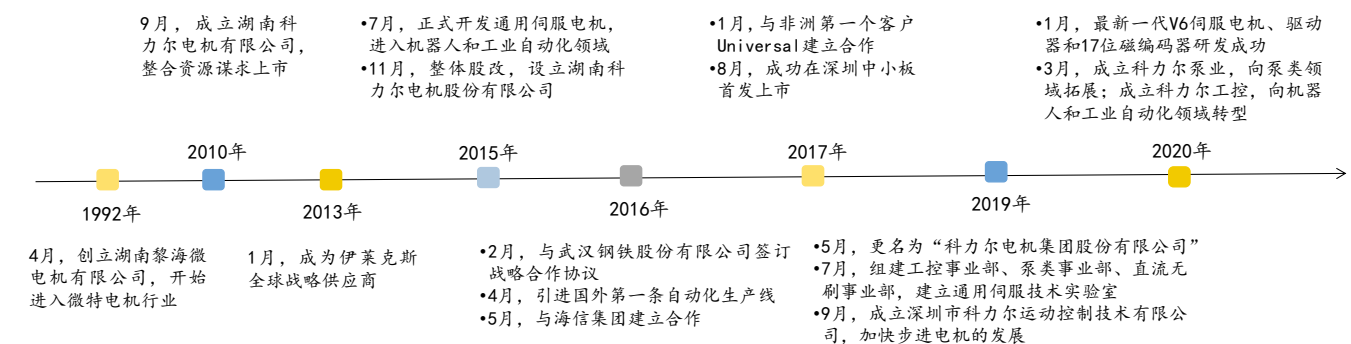 9月，成立湖南科
力尔电机有限公司，
整合资源谋求上市
•7月，正式开发通用伺服电机，
进入机器人和工业自动化领域
•11月，整体股改，设立湖南科
力尔电机股份有限公司
•1月，与非洲第一个客户
Universal建立合作
•8月，成功在深圳中小板
首发上市
•1月，最新一代V6伺服电机、驱动
器和17位磁编码器研发成功
•3月，成立科力尔泵业，向泵类领
域拓展；成立科力尔工控，向机器
人和工业自动化领域转型
2010年
2015年
2017年
2020年
1992年
2013年
2016年
2019年
4月，创立湖南黎海微
电机有限公司，开始
进入微特电机行业
1月，成为伊莱克斯
全球战略供应商
•2月，与武汉钢铁股份有限公司签订
战略合作协议
•4月，引进国外第一条自动化生产线
•5月，与海信集团建立合作
•5月，更名为“科力尔电机集团股份有限公司”
•7月，组建工控事业部、泵类事业部、直流无
刷事业部，建立通用伺服技术实验室
•9月，成立深圳市科力尔运动控制技术有限公
司，加快步进电机的发展